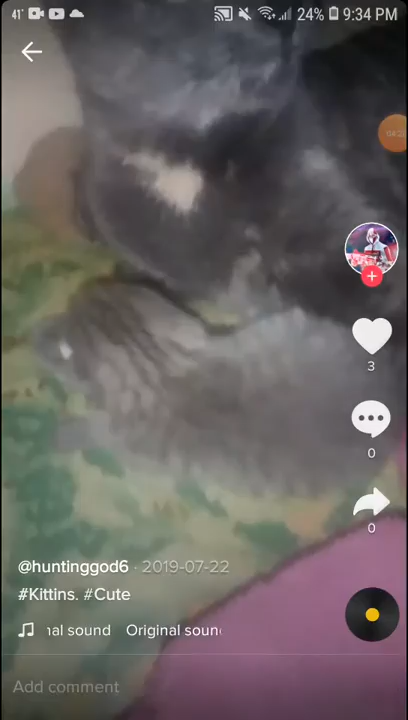 41°
24% 9:34 PM
3
0
0
@huntinggod6 · 2019-07-22
#Kittins. #Cute
nal sound Original soun
Add comment